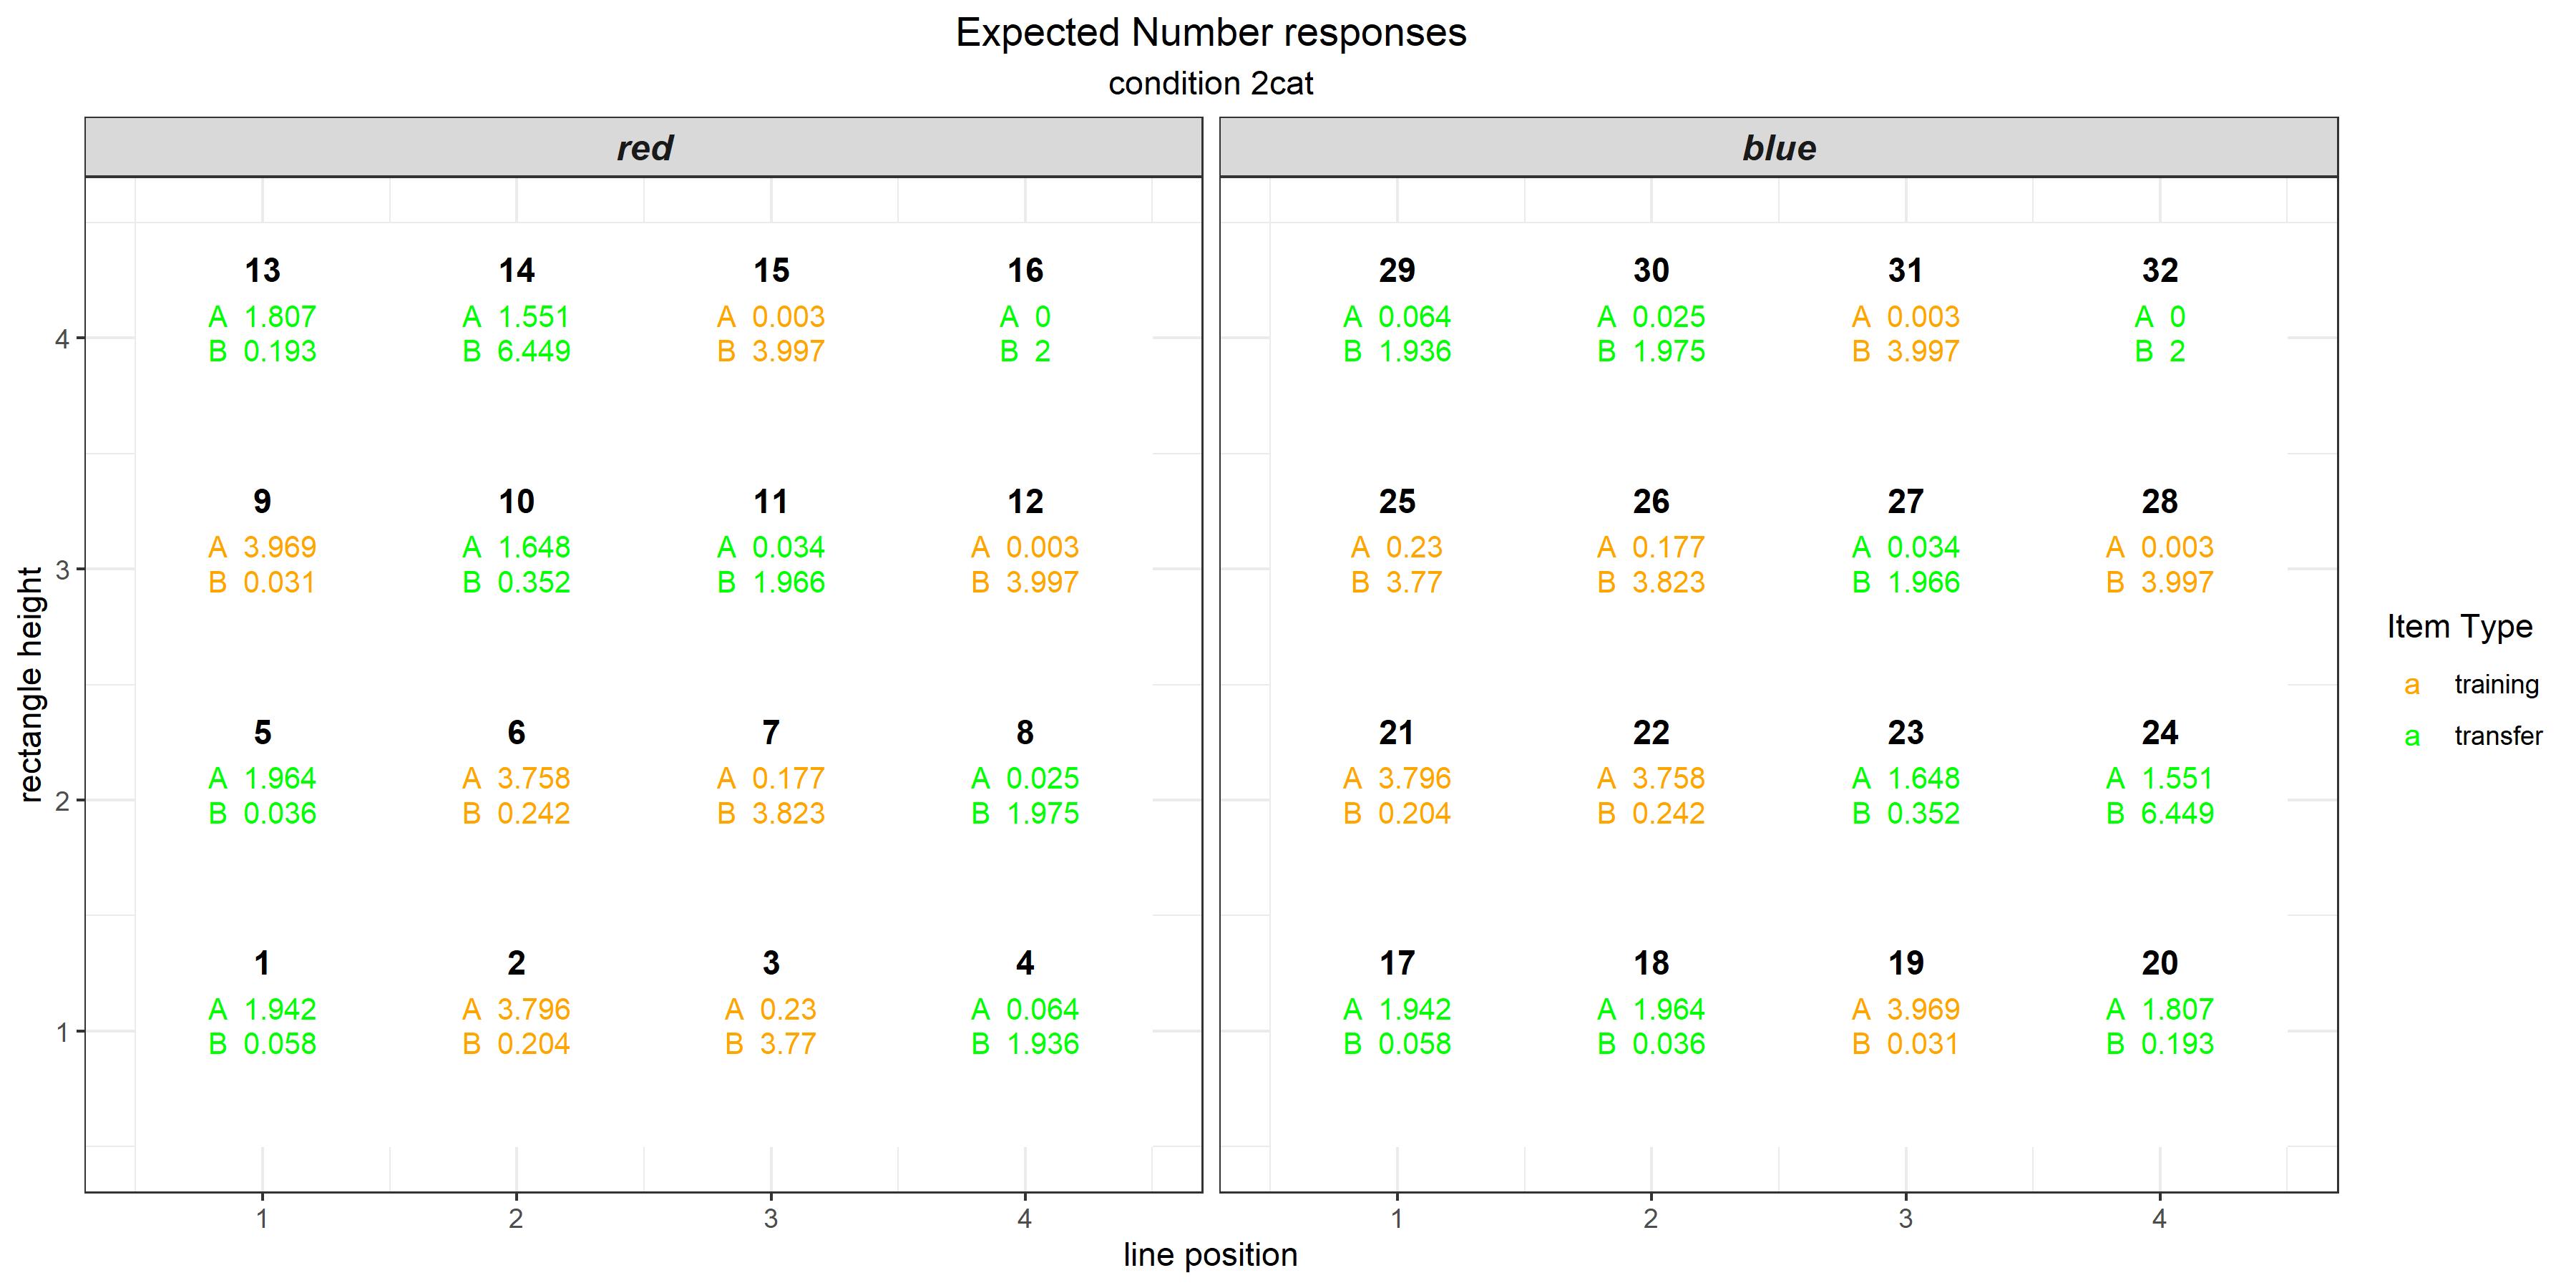 Expected Number responses
condition 2cat
red
blue
13 14 15 16 29 30 31 32
A 1.807 A 1.551 A 0.003 A 0 A 0.064 A 0.025 A 0.003 A 0
4 B 0.193 B 6.449 B 3.997 B 2 B 1.936 B 1.975 B 3.997 B 2
9 10 11 12 25 26 27 28
A 3.969 A 1.648 A 0.034 A 0.003 A 0.23 A 0.177 A 0.034 A 0.003
3 B 0.031 B 0.352 B 1.966 B 3.997 B 3.77 B 3.823 B 1.966 B 3.997
5 6 7 8 21 22 23 24
A 1.964 A 3.758 A 0.177 A 0.025 A 3.796 A 3.758 A 1.648 A 1.551
2 B 0.036 B 0.242 B 3.823 B 1.975 B 0.204 B 0.242 B 0.352 B 6.449
1 2 3 4 17 18 19 20
A 1.942 A 3.796 A 0.23 A 0.064 A 1.942 A 1.964 A 3.969 A 1.807
1 B 0.058 B 0.204 B 3.77 B 1.936 B 0.058 B 0.036 B 0.031 B 0.193
1 2 3 4 1 2 3 4
line position
rectangle height
Item Type
a training
a transfer